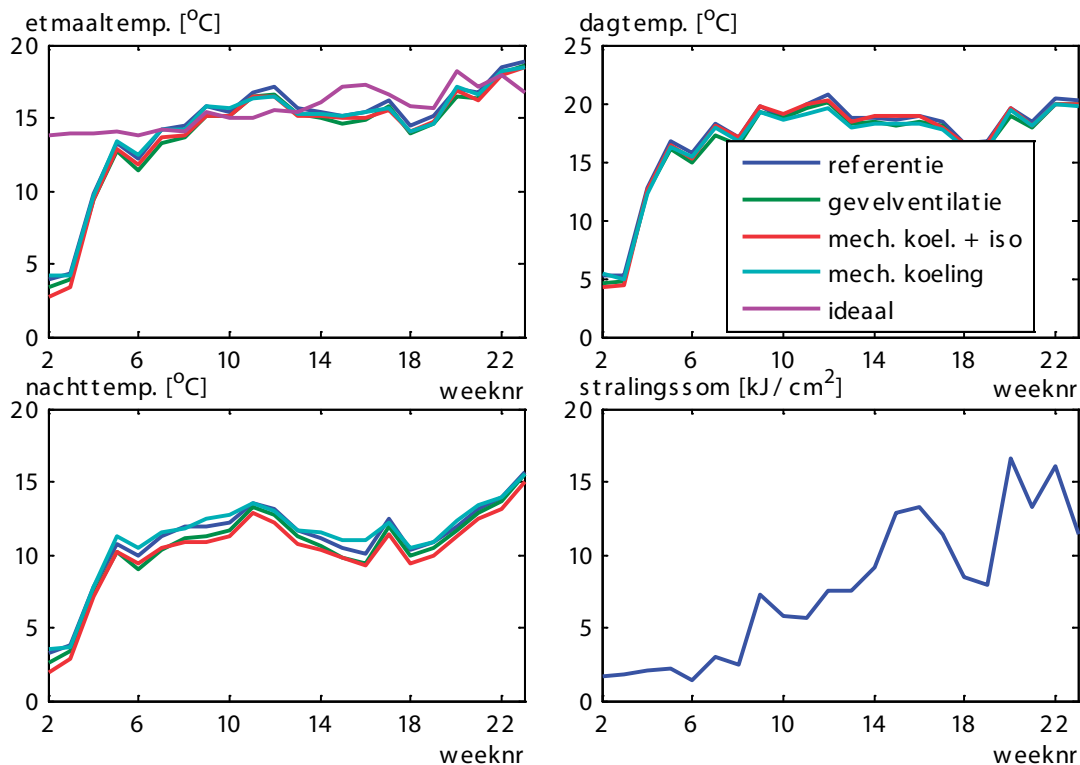 etmaaltemp. [°C]
20
15
10
5
0
2 6 10 14 18 22
weeknr
dagtemp. [°C]
25
20
15
10
5
0
referentie
gevelventilatie
mech. koel. + iso
mech. koeling
ideaal
2 6 10 14 18 22
weeknr
nachttemp. [°C]
20
15
10
5
0
2 6 10 14 18 22
weeknr
stralingssom [kJ/cm²]
20
15
10
5
0
2 6 10 14 18 22
weeknr